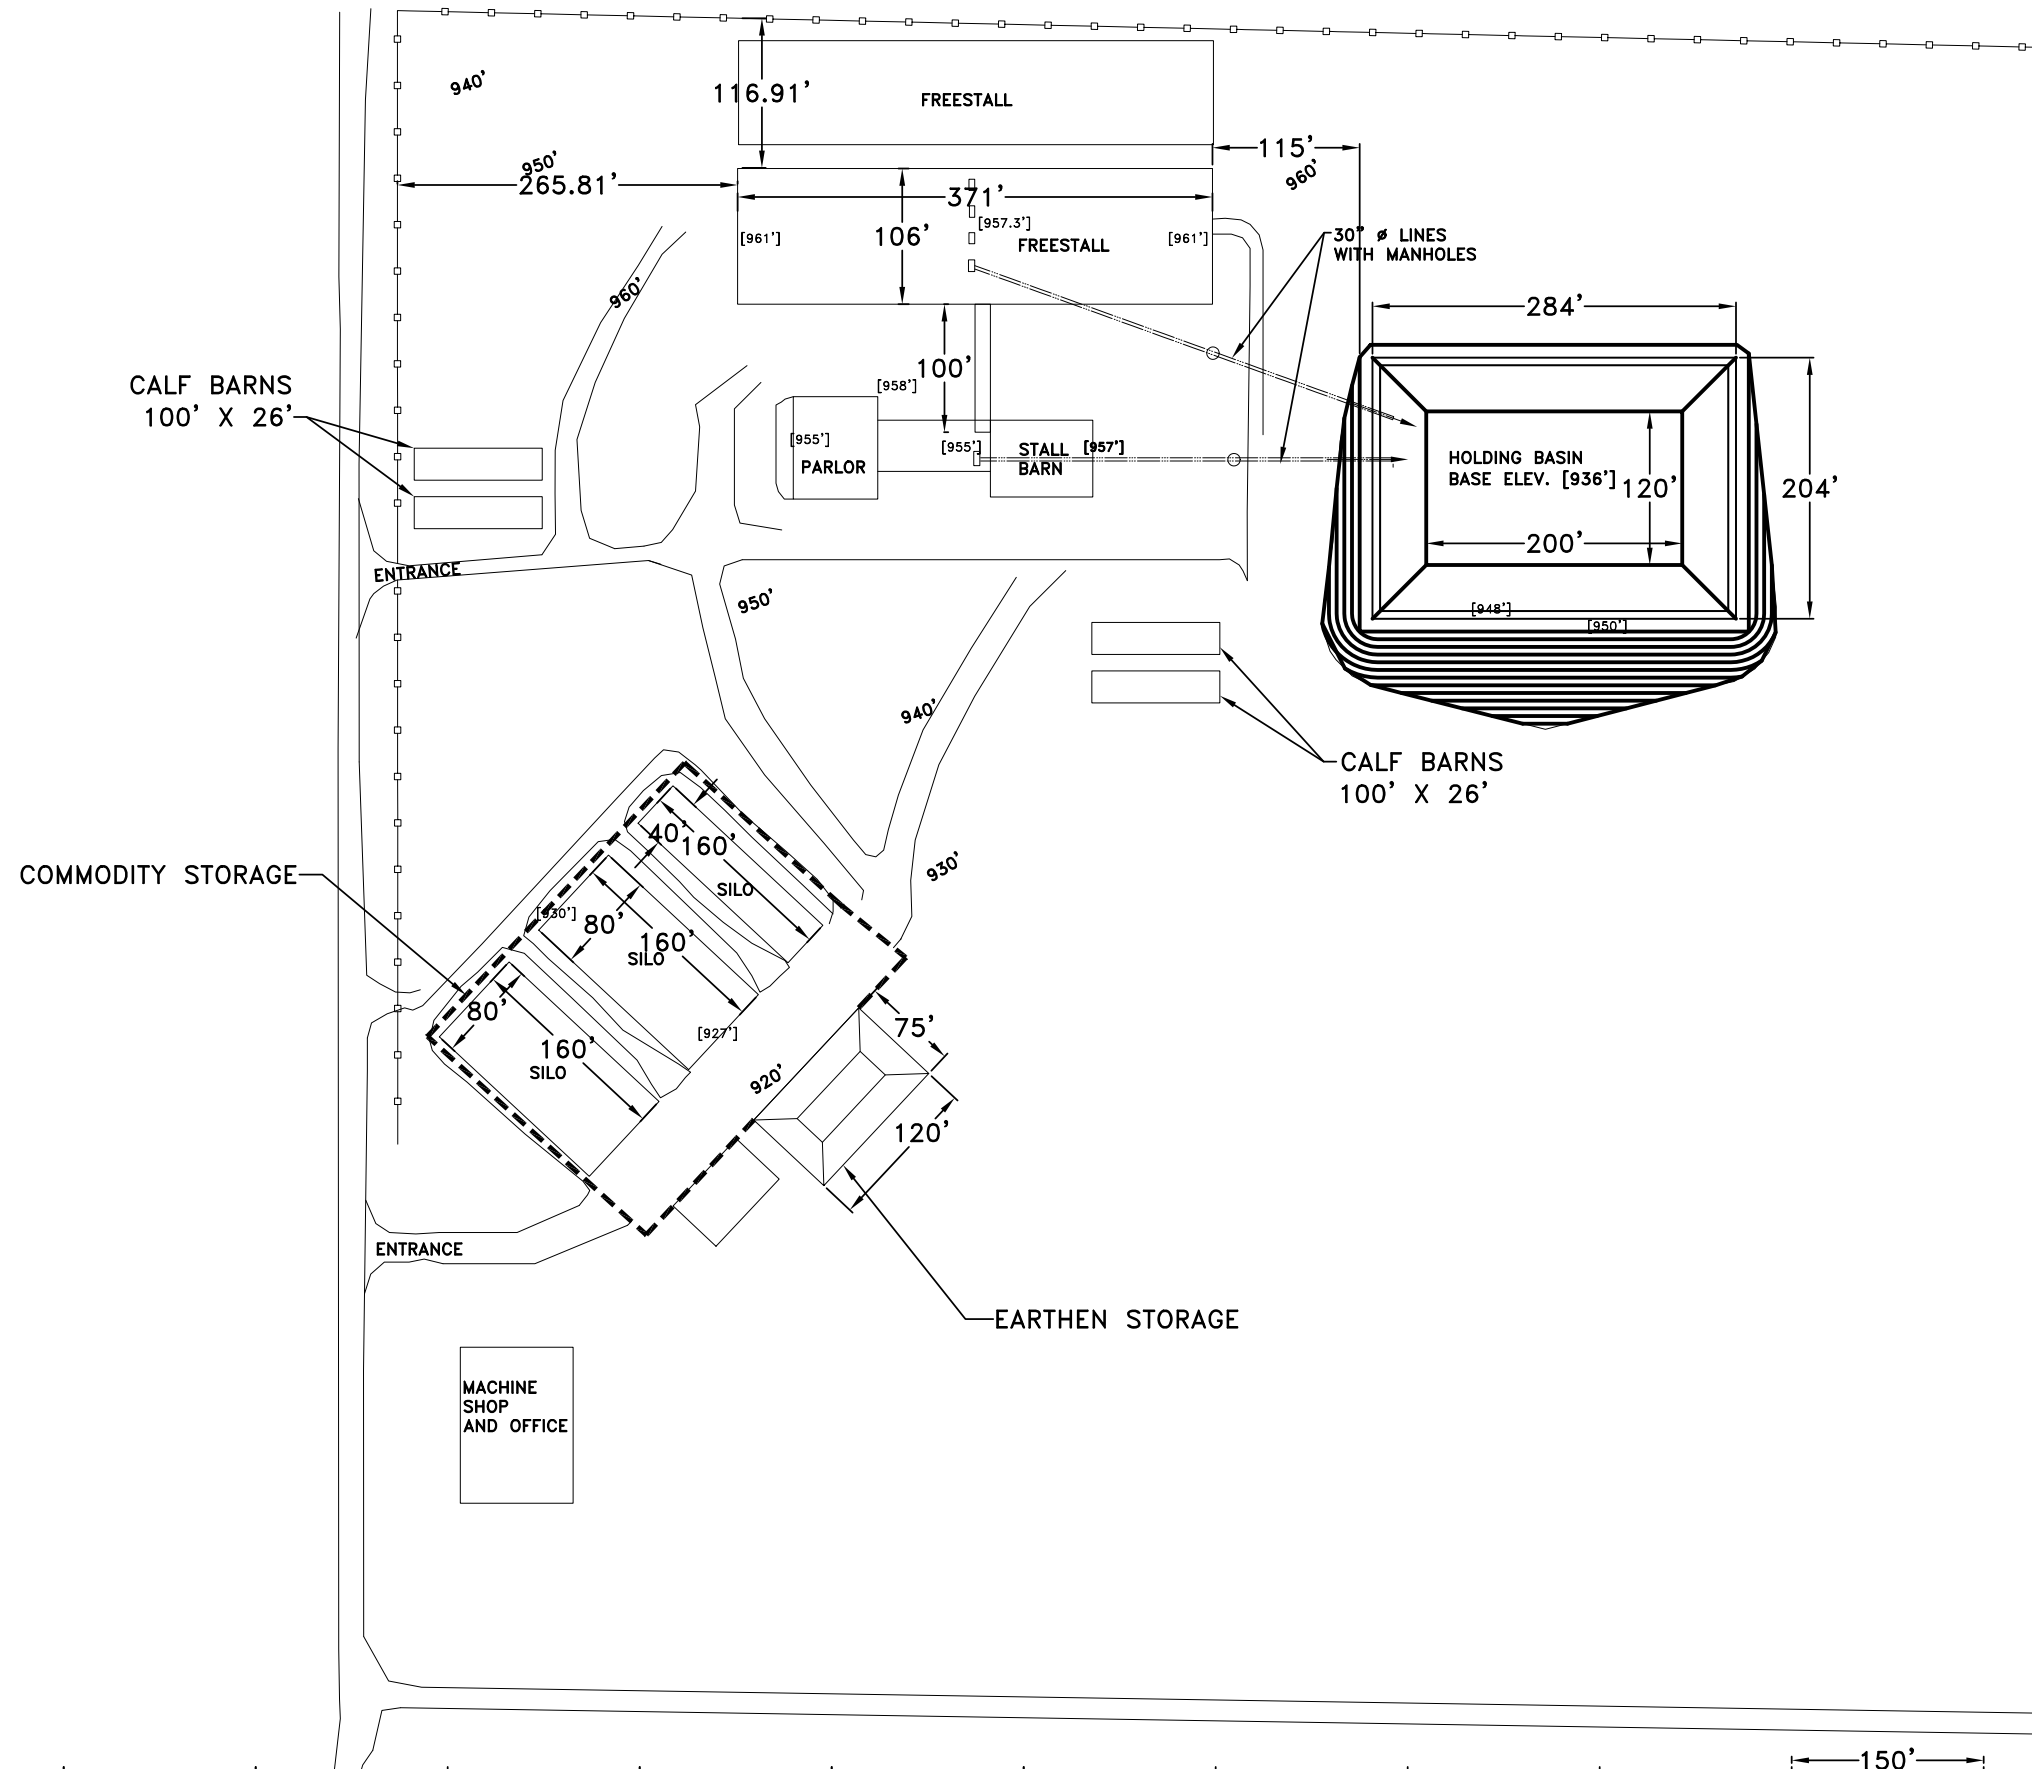 940'
116.91'
FREESTALL
115'
960'
950'
265.81'
371'
[957.3']
106'
[961']
FREESTALL
[961']
30" ø LINES
WITH MANHOLES
960'
284'
100'
[958']
CALF BARNS
100' X 26'
[955']
PARLOR
[955']
STALL
BARN
[957']
HOLDING BASIN
BASE ELEV. [936']
120'
204'
200'
ENTRANCE
950'
[948']
[950']
940'
CALF BARNS
100' X 26'
40'
160'
930'
COMMODITY STORAGE
SILO
[930']
80'
160'
SILO
80'
160'
SILO
[927']
75'
920'
120'
ENTRANCE
EARTHEN STORAGE
MACHINE
SHOP
AND OFFICE
150'